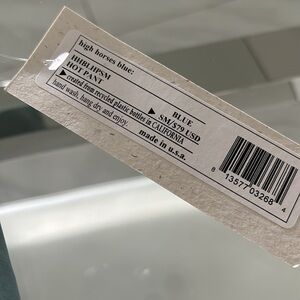 high horses blue:
HHBLHPSM
HOT PANT
BLUE
SM/$79 USD
▶ created from recycled plastic bottles in CALIFORNIA
hand wash, hang dry, and enjoy.
made in u.s.a.
8 13577 03268 4